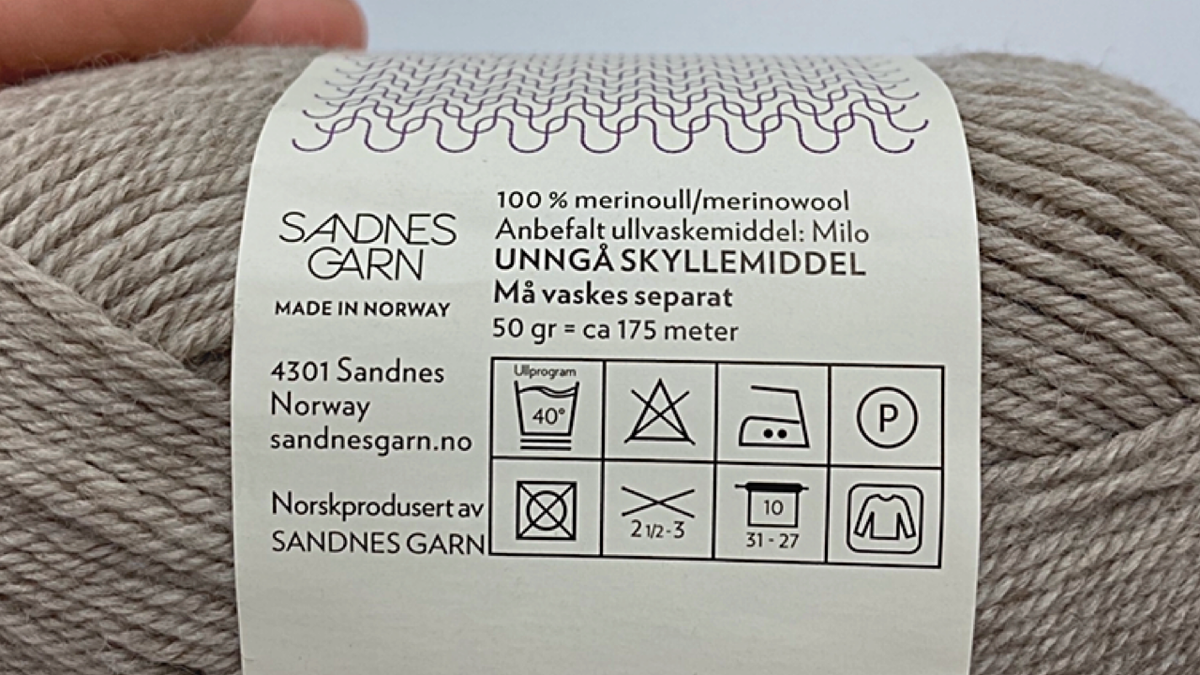 SANDNES
GARN
MADE IN NORWAY
4301 Sandnes
Norway
sandnesgarn.no
Norskprodusert av
SANDNES GARN
100 % merinoull/merinowool
Anbefalt ullvaskemiddel: Milo
UNNGÅ SKYLLEMIDDEL
Må vaskes separat
50 gr = ca 175 meter
Ullprogram
40°
P
2 1/2-3
10
31 - 27